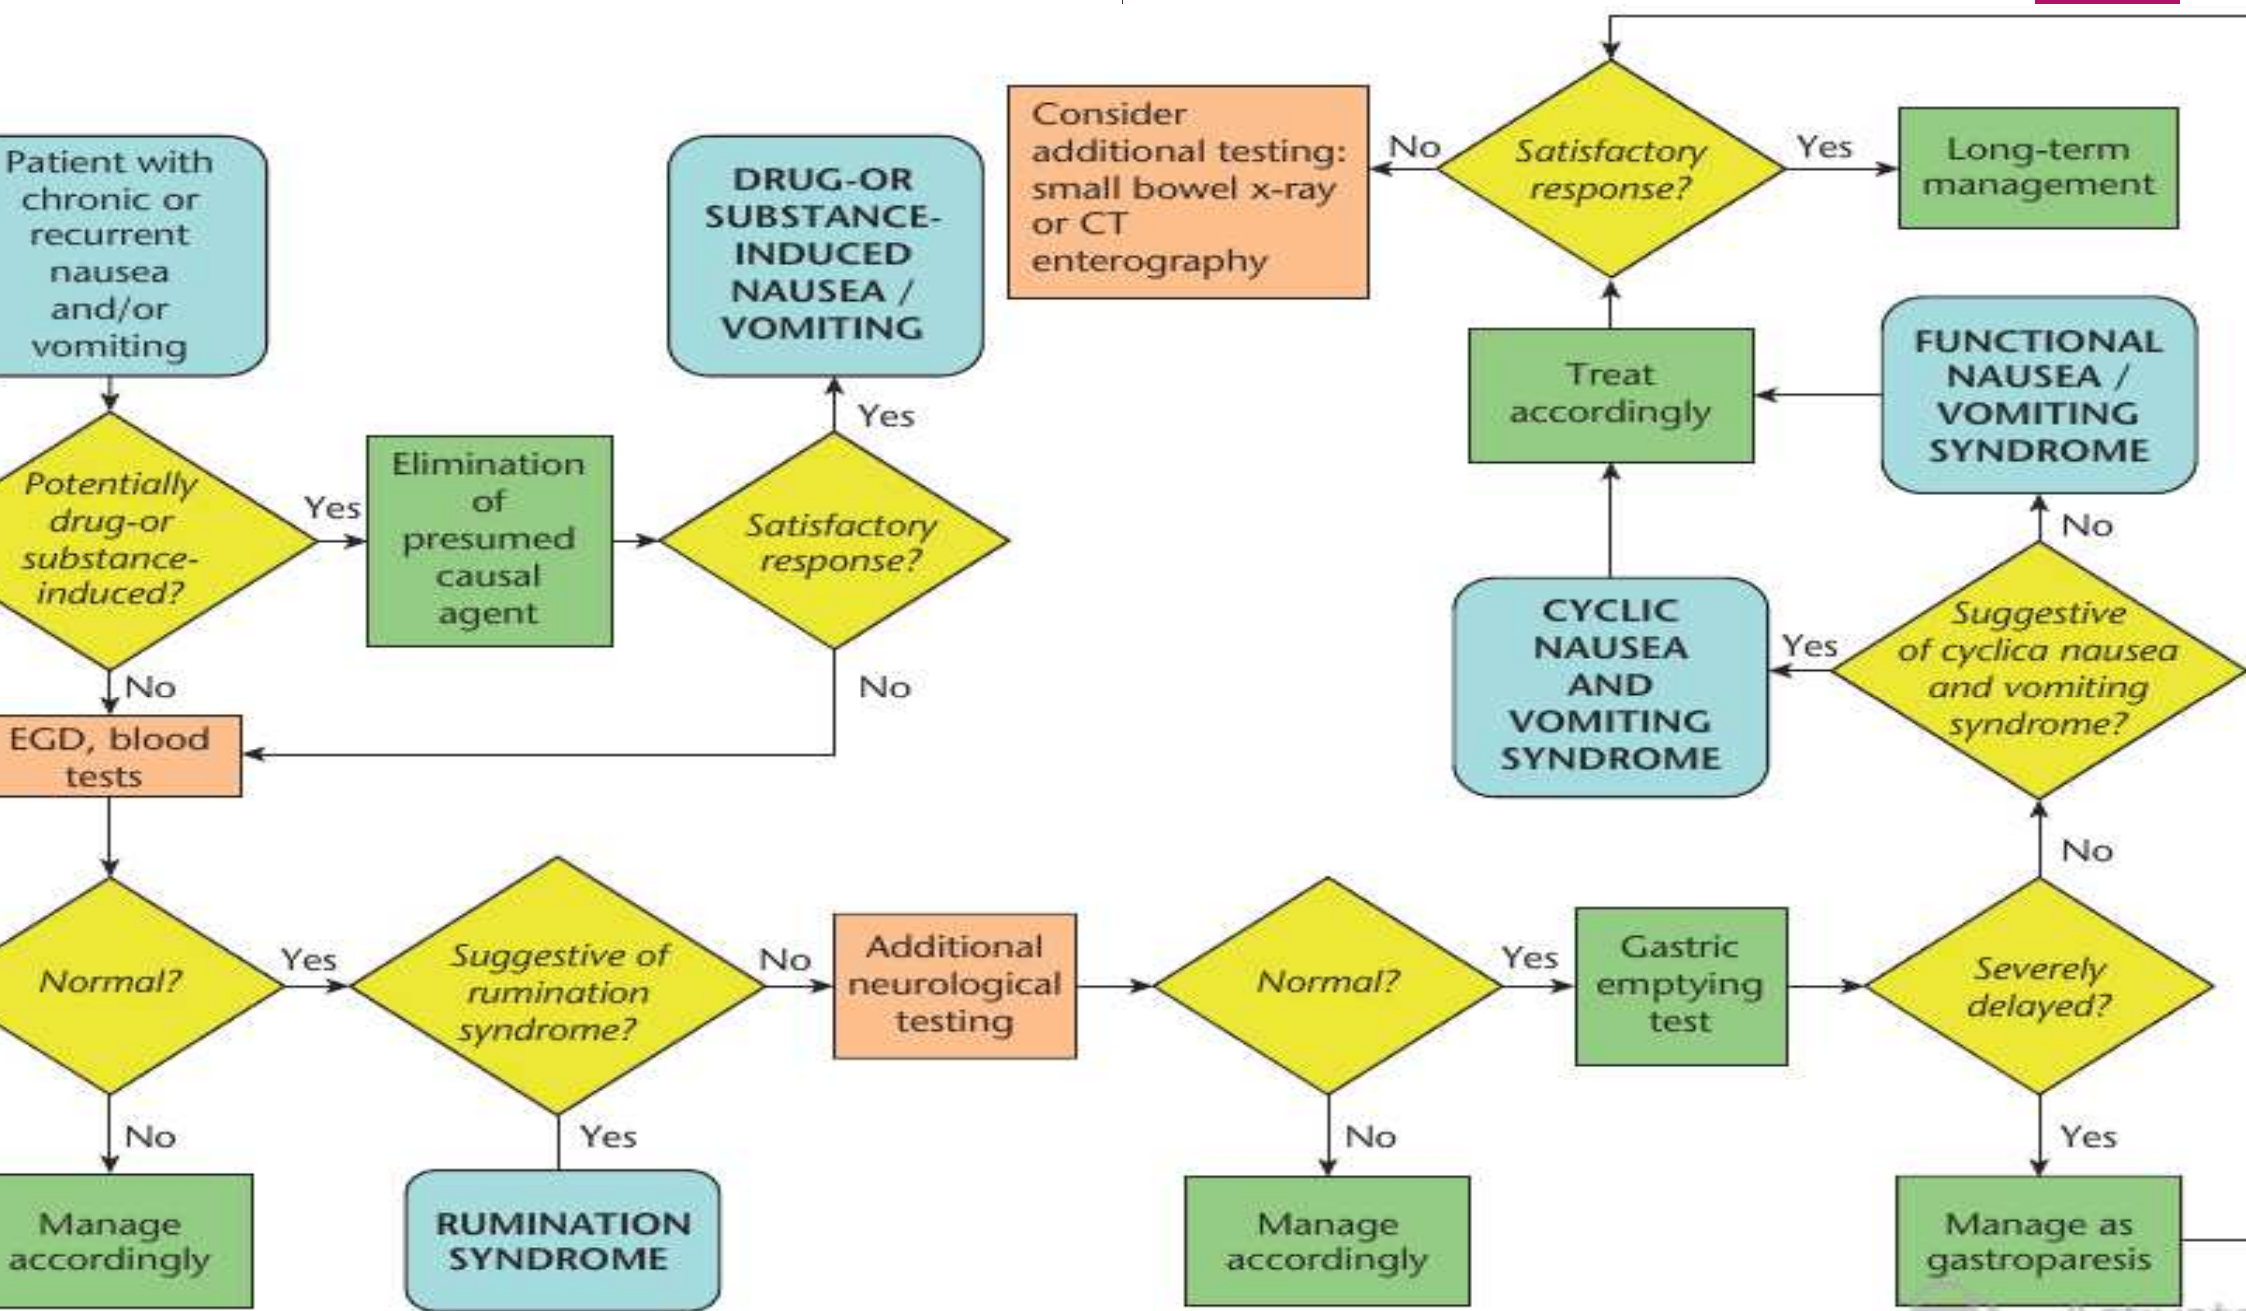 Patient with
chronic or
recurrent
nausea
and/or
vomiting
Potentially
drug-or
substance-
induced?
Yes
Elimination
of
presumed
causal
agent
Satisfactory
response?
Yes
DRUG-OR
SUBSTANCE-
INDUCED
NAUSEA /
VOMITING
No
No
EGD, blood
tests
Normal?
No
Manage
accordingly
Yes
Suggestive of
rumination
syndrome?
Yes
RUMINATION
SYNDROME
No
Additional
neurological
testing
Normal?
No
Manage
accordingly
Yes
Gastric
emptying
test
Severely
delayed?
Yes
Manage as
gastroparesis
No
Suggestive
of cyclica nausea
and vomiting
syndrome?
Yes
CYCLIC
NAUSEA
AND
VOMITING
SYNDROME
No
FUNCTIONAL
NAUSEA /
VOMITING
SYNDROME
Treat
accordingly
Satisfactory
response?
Yes
Long-term
management
No
Consider
additional testing:
small bowel x-ray
or CT
enterography